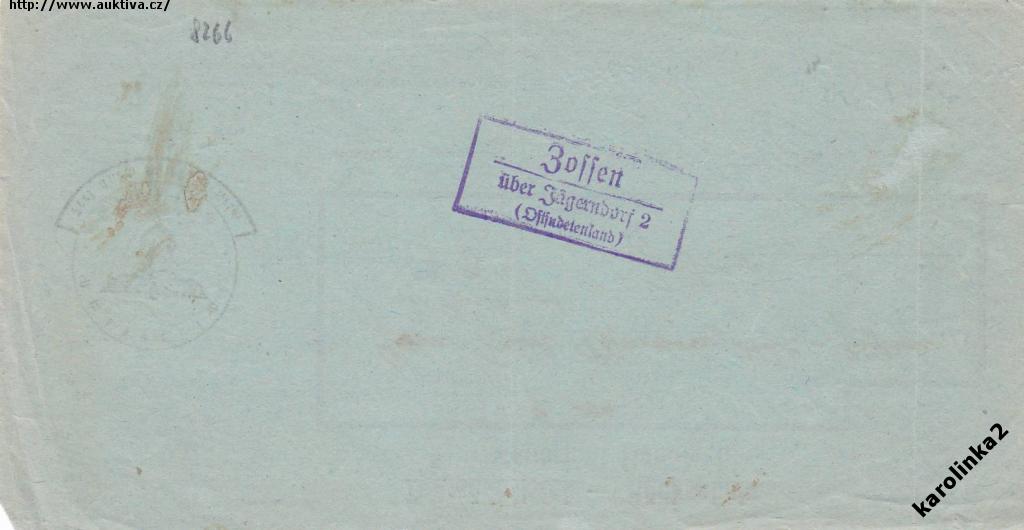 http://www.auktiva.cz/
8266
Zossen
über Jägerndorf 2
(Ostsudetenland)
karolinka2